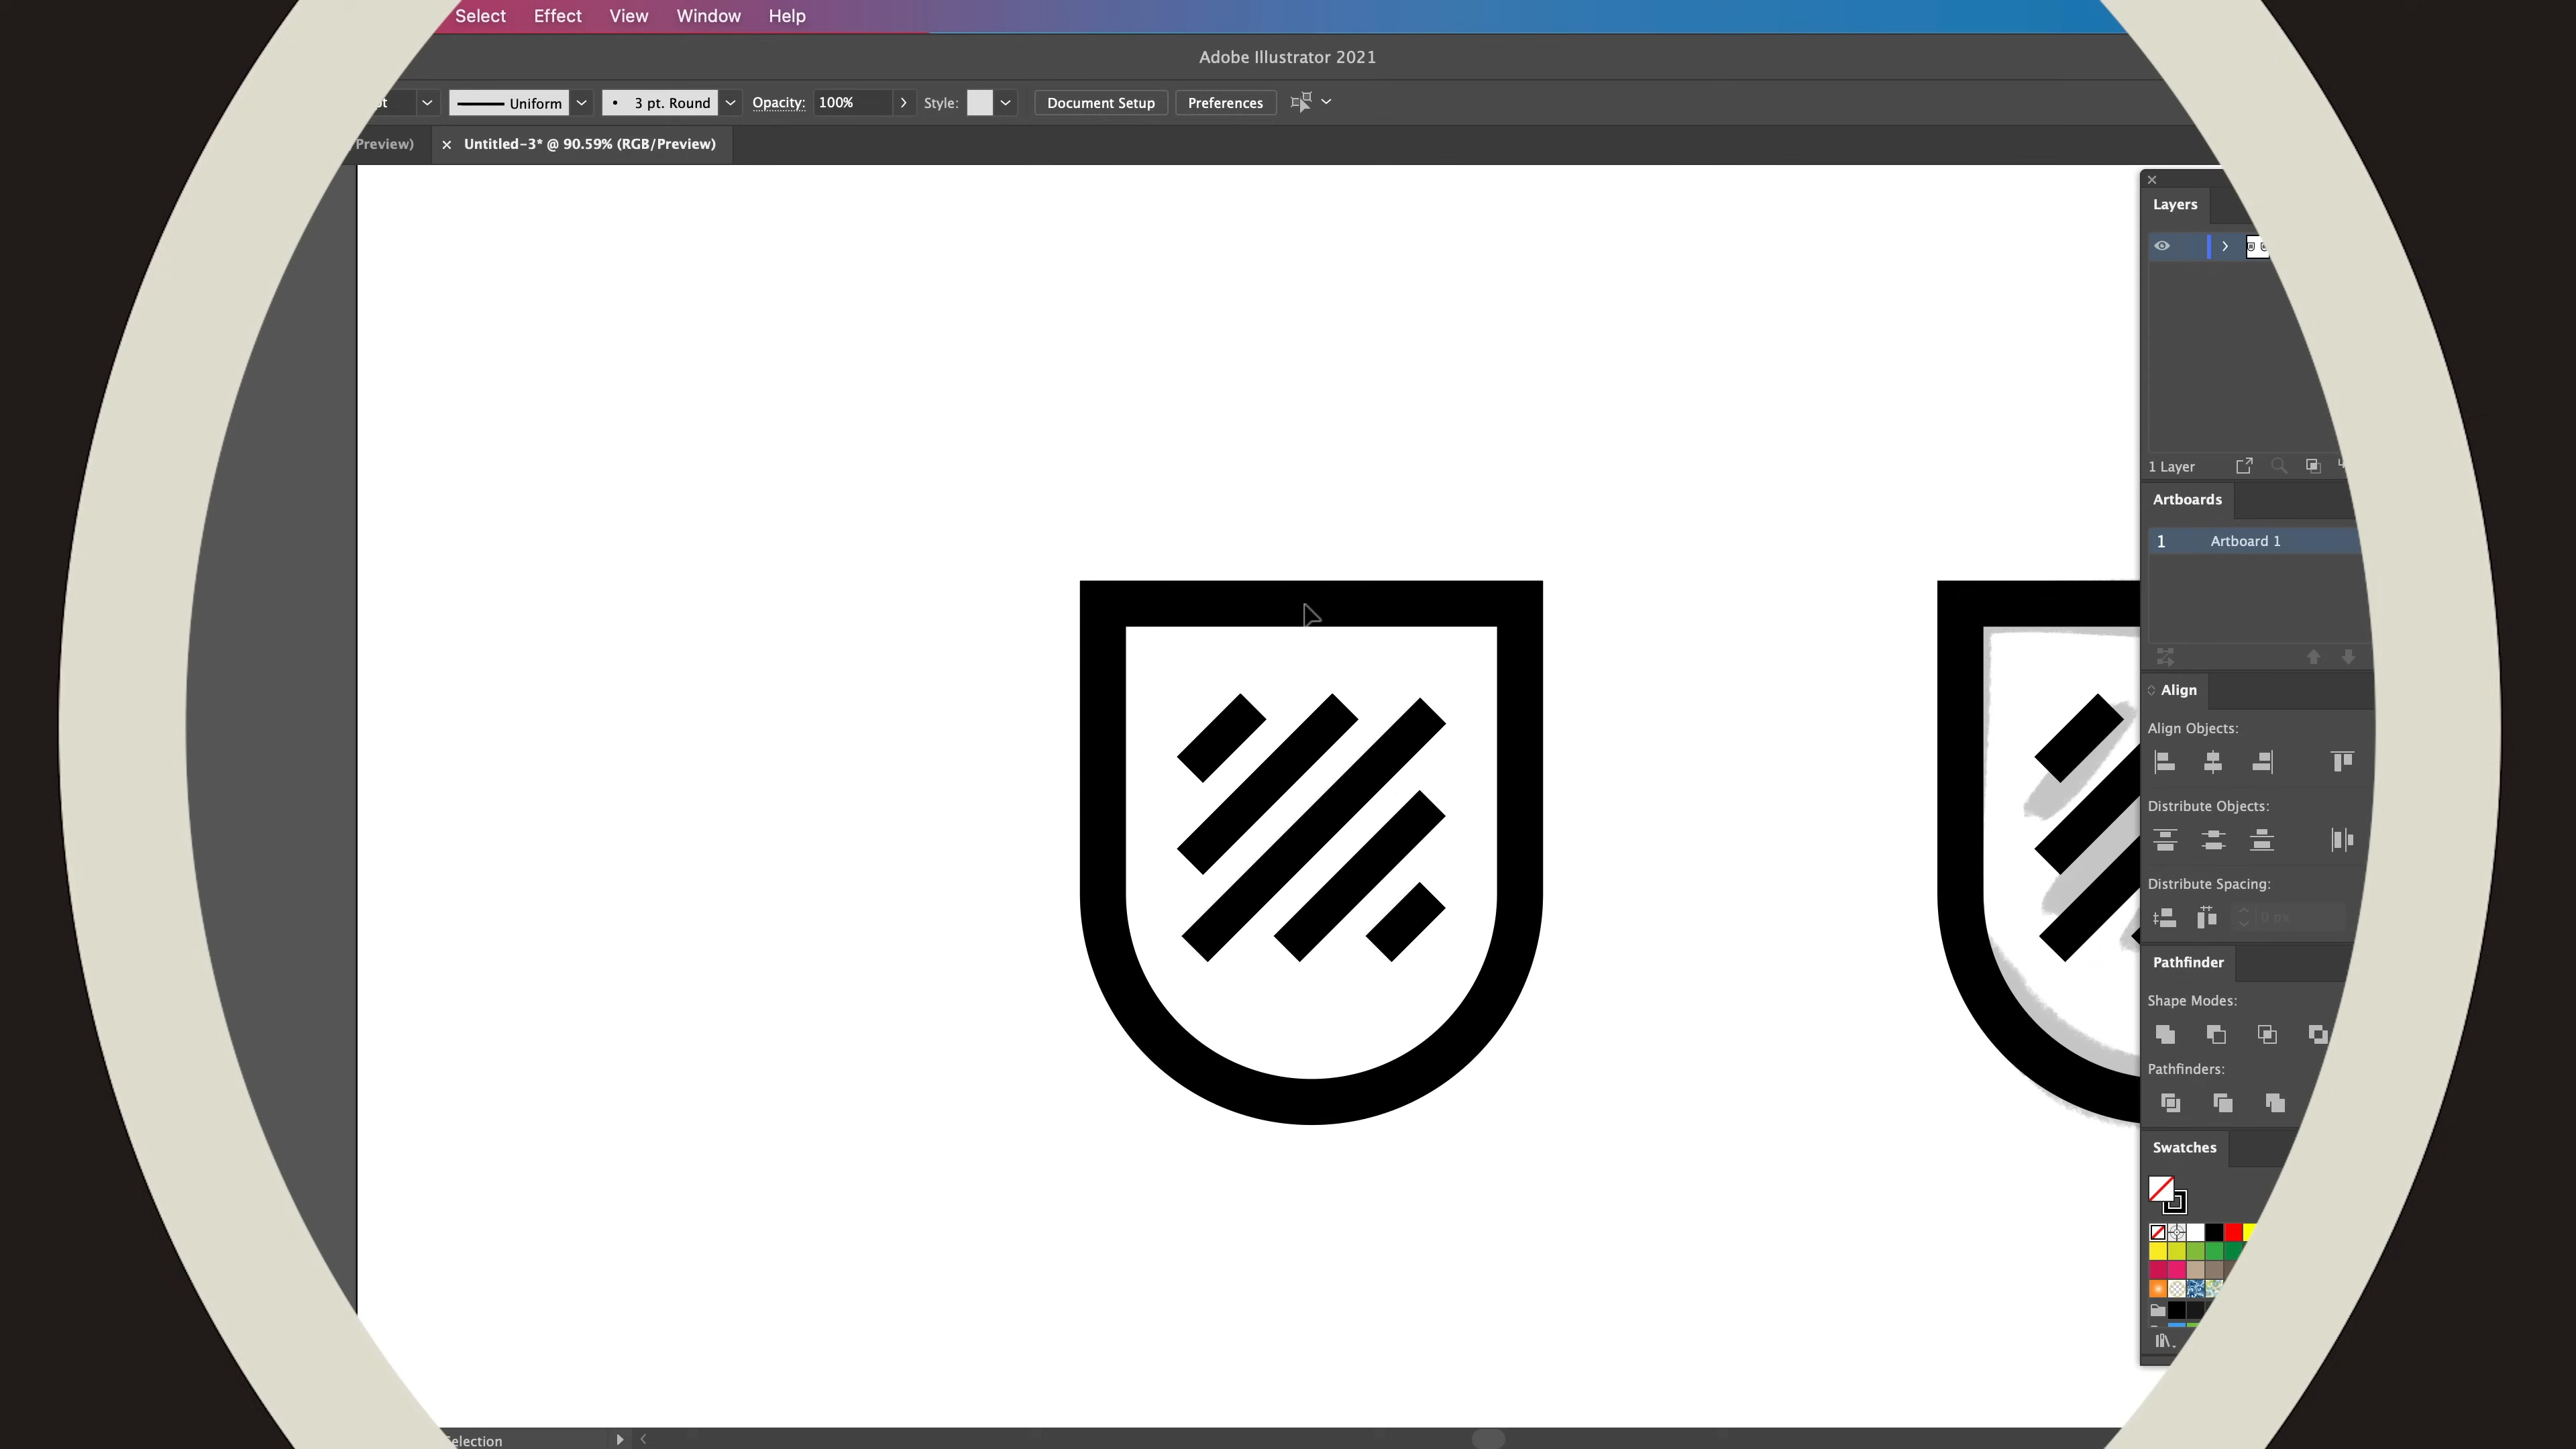 Select Effect View Window Help
Adobe Illustrator 2021
Uniform 3 pt. Round Opacity: 100% Style: Document Setup Preferences
Preview) × Untitled-3* @ 90.59% (RGB/Preview)
Layers
1 Layer
Artboards
1 Artboard 1
Align
Align Objects:
Distribute Objects:
Distribute Spacing:
0 px
Pathfinder
Shape Modes:
Pathfinders:
Swatches
election